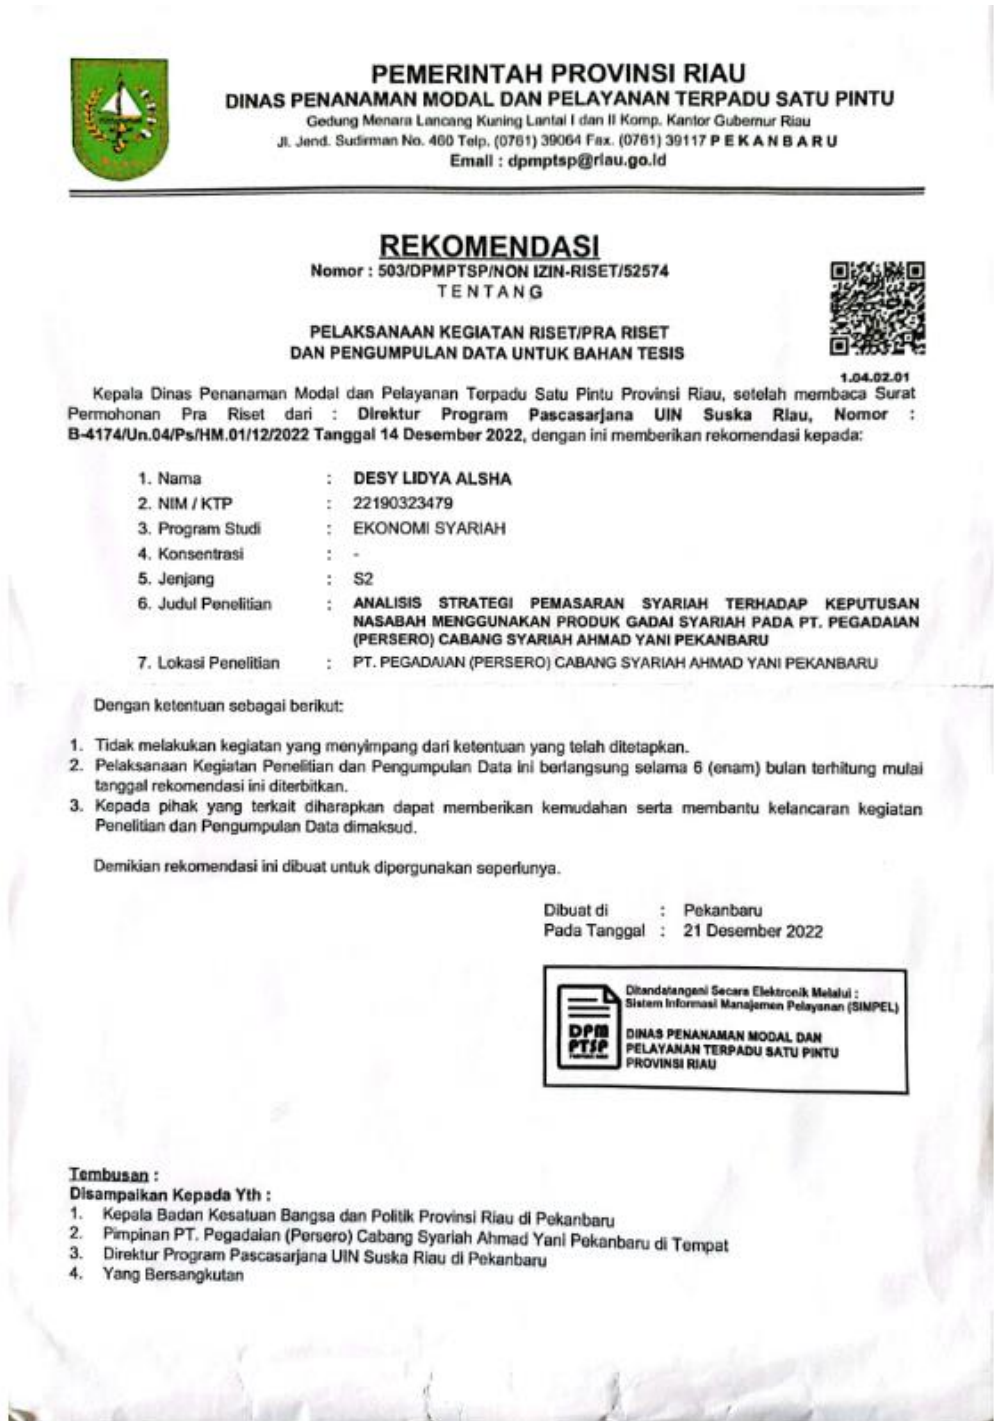 PEMERINTAH PROVINSI RIAU
DINAS PENANAMAN MODAL DAN PELAYANAN TERPADU SATU PINTU
Gedung Menara Lancang Kuning Lantai I dan II Komp. Kantor Gubernur Riau
Jl. Jend. Sudirman No. 460 Telp. (0761) 39064 Fax. (0761) 39117 P E K A N B A R U
Email : dpmptsp@riau.go.id
REKOMENDASI
Nomor : 503/DPMPTSP/NON IZIN-RISET/52574
T E N T A N G
PELAKSANAAN KEGIATAN RISET/PRA RISET
DAN PENGUMPULAN DATA UNTUK BAHAN TESIS
1.04.02.01
Kepala Dinas Penanaman Modal dan Pelayanan Terpadu Satu Pintu Provinsi Riau, setelah membaca Surat
Permohonan Pra Riset dari : Direktur Program Pascasarjana UIN Suska Riau, Nomor :
B-4174/Un.04/Ps/HM.01/12/2022 Tanggal 14 Desember 2022, dengan ini memberikan rekomendasi kepada:
1. Nama : DESY LIDYA ALSHA
2. NIM / KTP : 22190323479
3. Program Studi : EKONOMI SYARIAH
4. Konsentrasi : -
5. Jenjang : S2
6. Judul Penelitian : ANALISIS STRATEGI PEMASARAN SYARIAH TERHADAP KEPUTUSAN
NASABAH MENGGUNAKAN PRODUK GADAI SYARIAH PADA PT. PEGADAIAN
(PERSERO) CABANG SYARIAH AHMAD YANI PEKANBARU
7. Lokasi Penelitian : PT. PEGADAIAN (PERSERO) CABANG SYARIAH AHMAD YANI PEKANBARU
Dengan ketentuan sebagai berikut:
1. Tidak melakukan kegiatan yang menyimpang dari ketentuan yang telah ditetapkan.
2. Pelaksanaan Kegiatan Penelitian dan Pengumpulan Data ini berlangsung selama 6 (enam) bulan terhitung mulai
tanggal rekomendasi ini diterbitkan.
3. Kepada pihak yang terkait diharapkan dapat memberikan kemudahan serta membantu kelancaran kegiatan
Penelitian dan Pengumpulan Data dimaksud.
Demikian rekomendasi ini dibuat untuk dipergunakan seperlunya.
Dibuat di : Pekanbaru
Pada Tanggal : 21 Desember 2022
Ditandatangani Secara Elektronik Melalui :
Sistem Informasi Manajemen Pelayanan (SIMPEL)
DPM
PTSP
DINAS PENANAMAN MODAL DAN
PELAYANAN TERPADU SATU PINTU
PROVINSI RIAU
Tembusan :
Disampaikan Kepada Yth :
1. Kepala Badan Kesatuan Bangsa dan Politik Provinsi Riau di Pekanbaru
2. Pimpinan PT. Pegadaian (Persero) Cabang Syariah Ahmad Yani Pekanbaru di Tempat
3. Direktur Program Pascasarjana UIN Suska Riau di Pekanbaru
4. Yang Bersangkutan